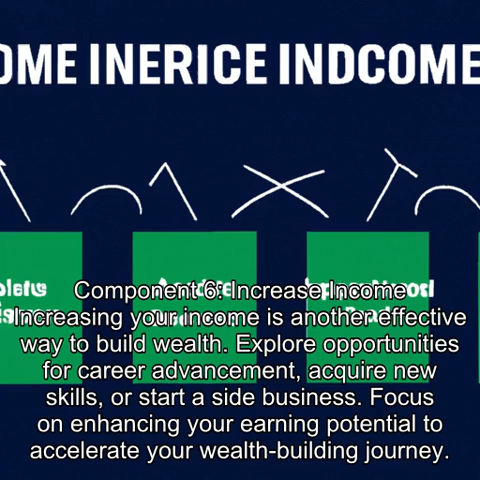 OME INERICE INDCOME
Component 6: Increase Income
Increasing your income is another effective
way to build wealth. Explore opportunities
for career advancement, acquire new
skills, or start a side business. Focus
on enhancing your earning potential to
accelerate your wealth-building journey.